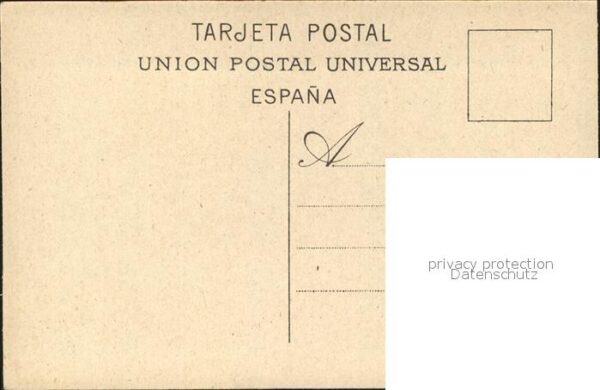 TARJETA POSTAL
UNION POSTAL UNIVERSAL
ESPAÑA
A
privacy protection
Datenschutz